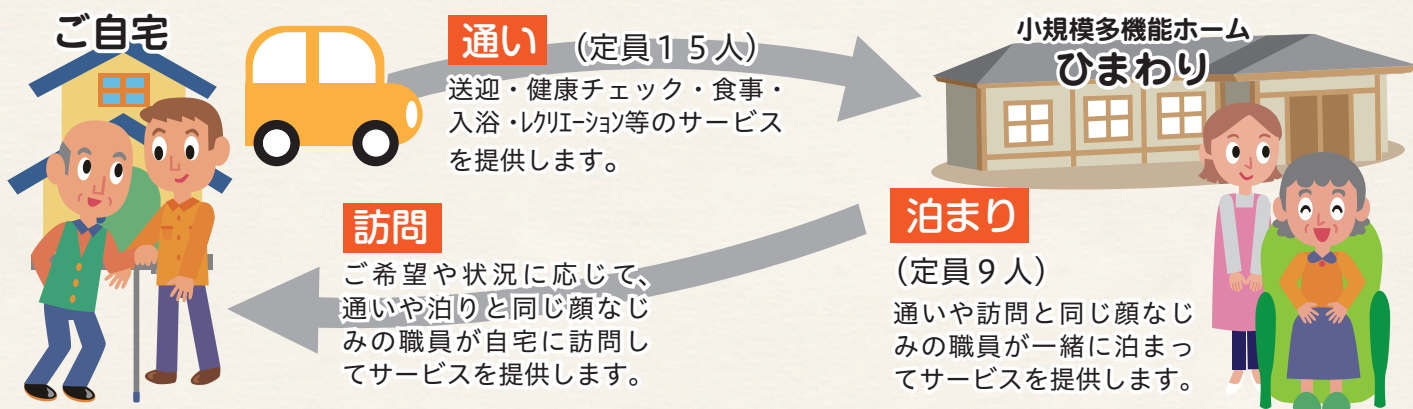 ご自宅
通い（定員１５人）
送迎・健康チェック・食事・
入浴・ﾚｸﾘｴｰｼｮﾝ等のサービス
を提供します。
小規模多機能ホーム
ひまわり
訪問
ご希望や状況に応じて、
通いや泊りと同じ顔なじ
みの職員が自宅に訪問し
てサービスを提供します。
泊まり
（定員９人）
通いや訪問と同じ顔なじ
みの職員が一緒に泊まっ
てサービスを提供します。